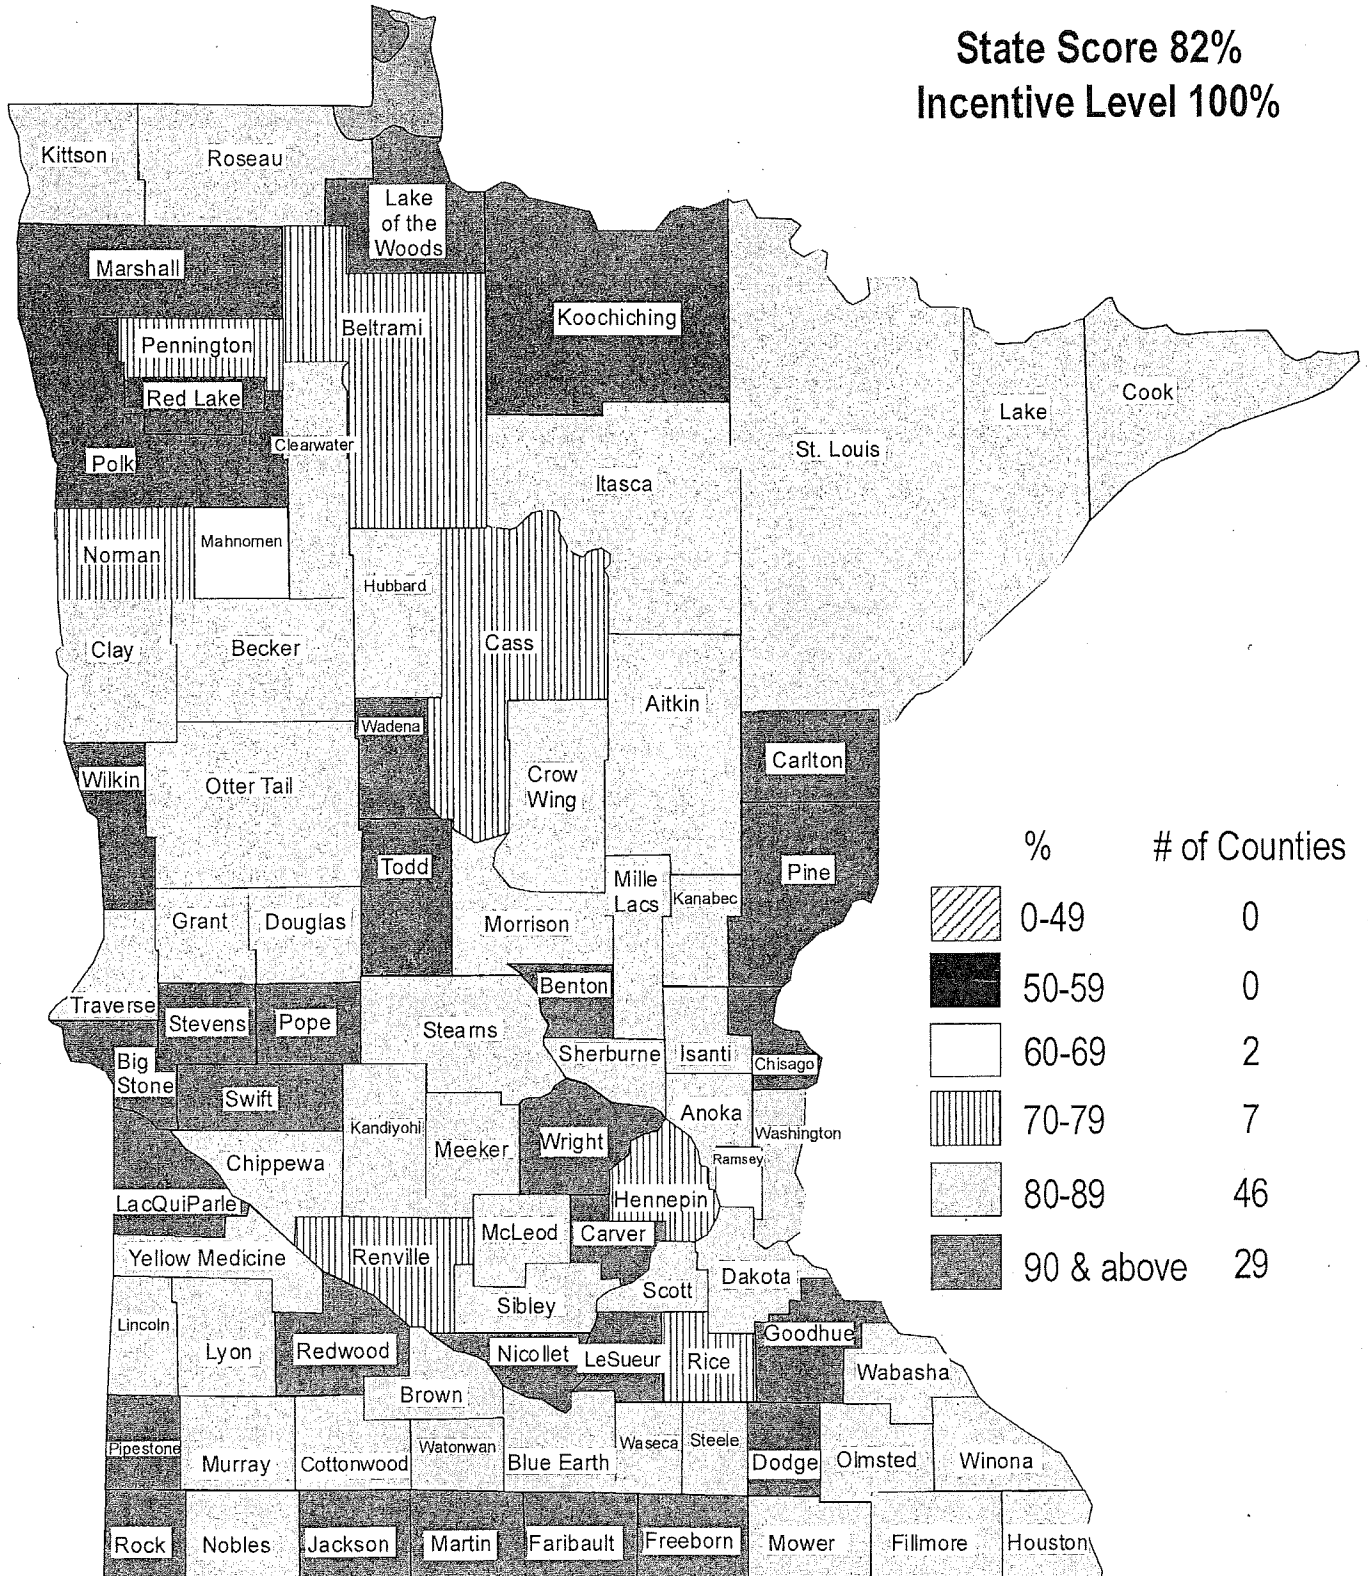 State Score 82%
Incentive Level 100%
Kittson
Roseau
Lake
of the
Woods
Marshall
Koochiching
Beltrami
Pennington
Red Lake
Clearwater
Polk
Cook
Lake
St. Louis
Itasca
Norman
Mahnomen
Hubbard
Cass
Clay
Becker
Aitkin
Wadena
Carlton
Wilkin
Otter Tail
Crow
Wing
Todd
Pine
Mille
Lacs
Kanabec
Grant
Douglas
Morrison
Benton
Traverse
Stevens
Pope
Stearns
Sherburne
Isanti
Chisago
Big
Stone
Swift
Kandiyohi
Anoka
Washington
Meeker
Wright
Ramsey
Chippewa
Hennepin
LacQuiParle
McLeod
Carver
Yellow Medicine
Renville
Dakota
Scott
Sibley
Lincoln
Lyon
Redwood
Nicollet
LeSueur
Rice
Goodhue
Wabasha
Brown
Pipestone
Murray
Cottonwood
Watonwan
Blue Earth
Waseca
Steele
Dodge
Olmsted
Winona
Rock
Nobles
Jackson
Martin
Faribault
Freeborn
Mower
Fillmore
Houston
% # of Counties
0-49 0
50-59 0
60-69 2
70-79 7
80-89 46
90 & above 29